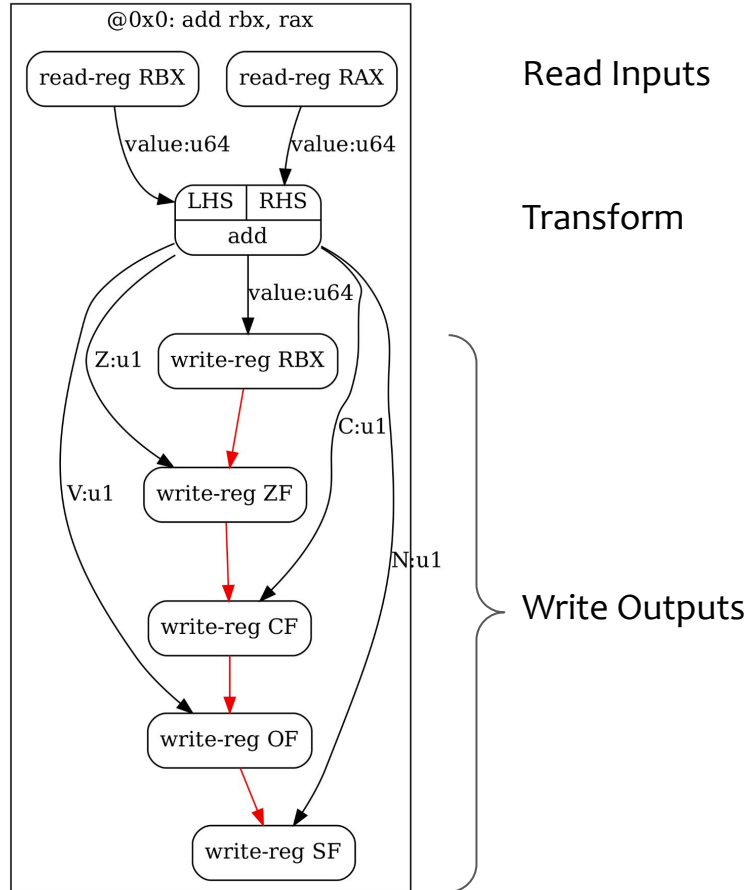 @0x0: add rbx, rax
read-reg RBX
read-reg RAX
Read Inputs
value:u64
value:u64
LHS
RHS
Transform
add
value:u64
write-reg RBX
Z:u1
C:u1
V:u1
write-reg ZF
N:u1
write-reg CF
Write Outputs
write-reg OF
write-reg SF